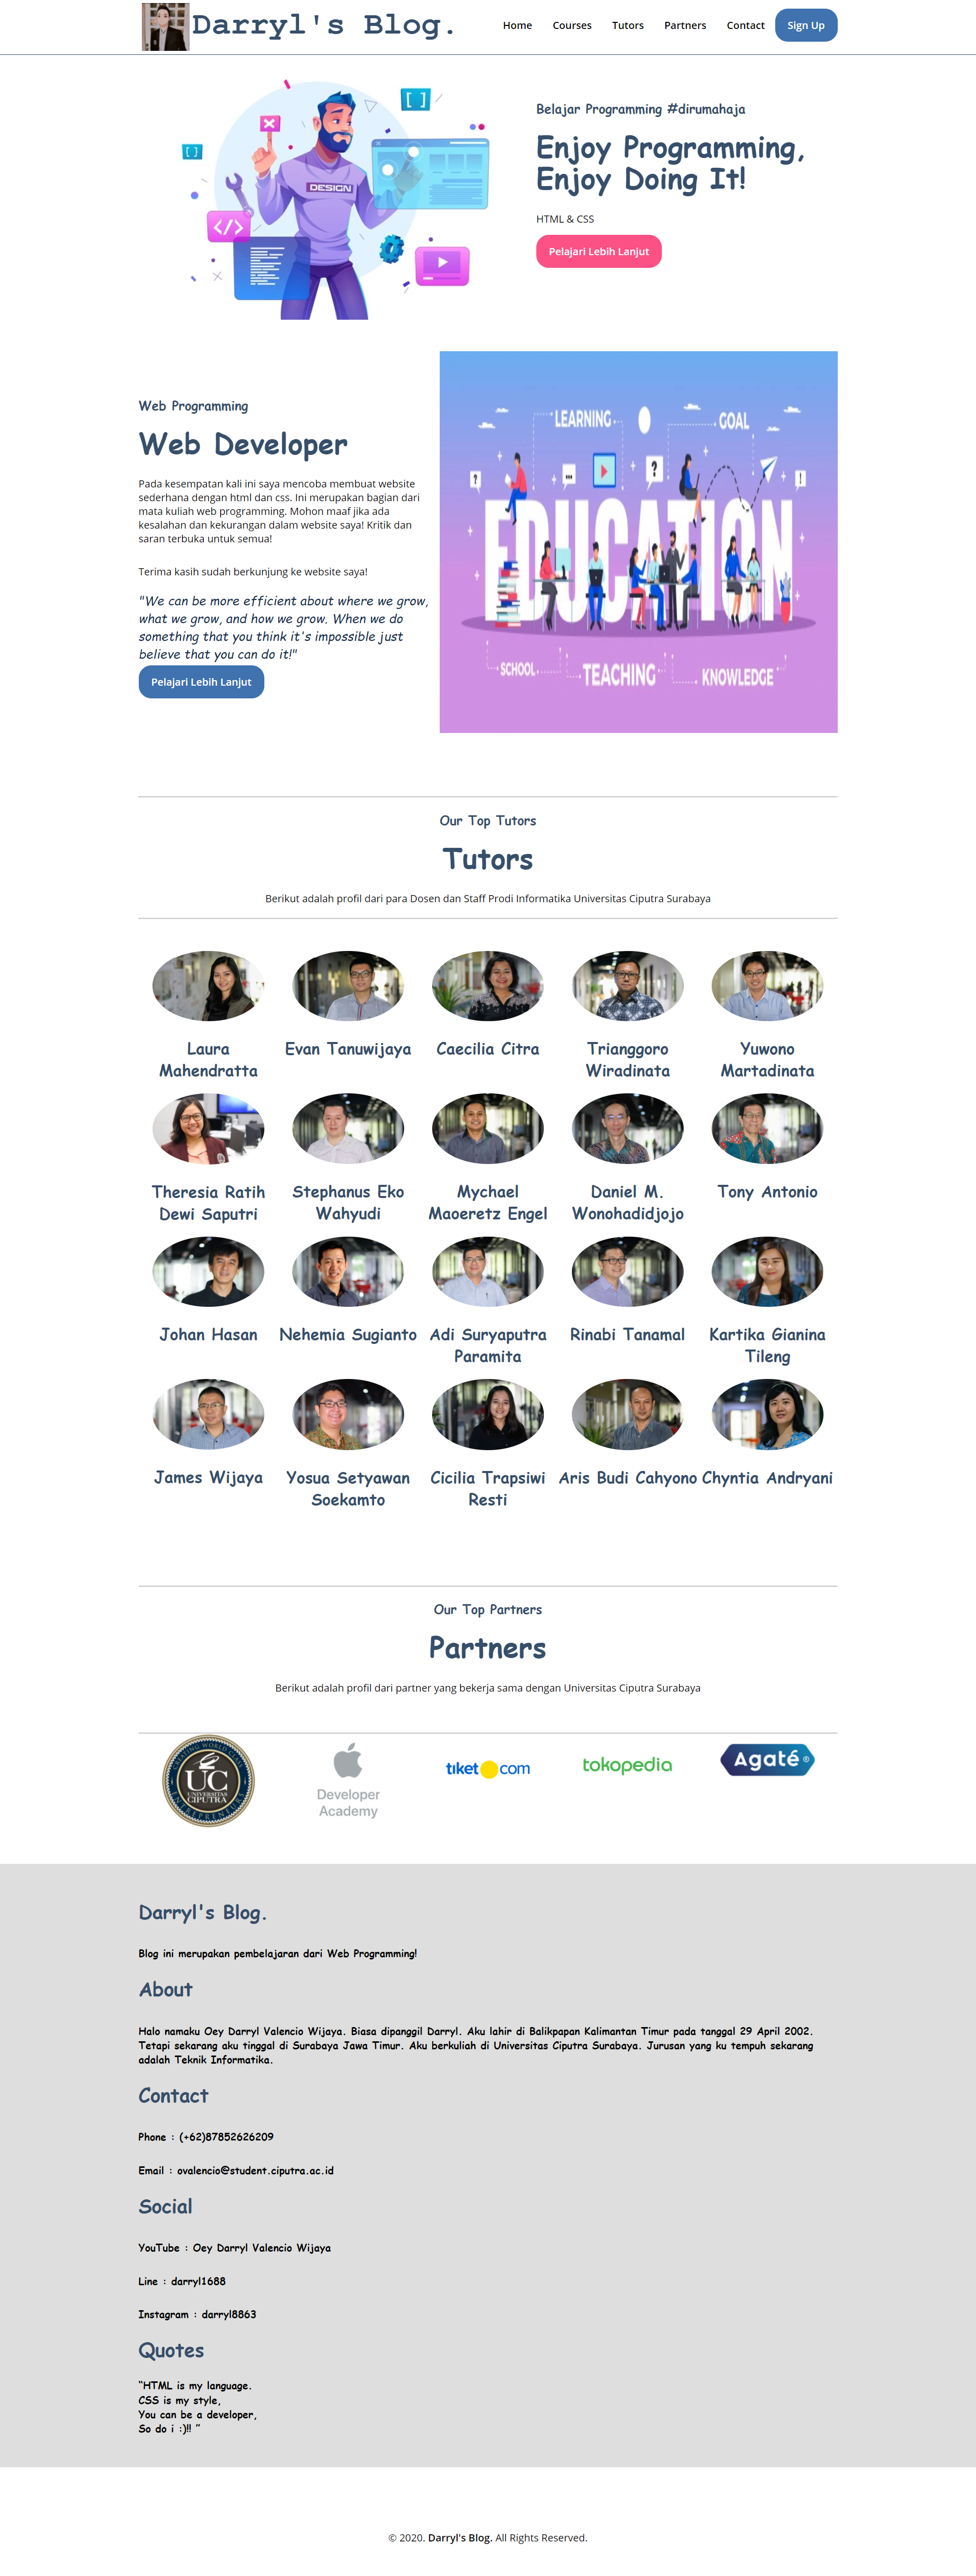 Darryl's Blog.
Home
Courses
Tutors
Partners
Contact
Sign Up
DESIGN
Belajar Programming #dirumahaja
Enjoy Programming,
Enjoy Doing It!
HTML & CSS
Pelajari Lebih Lanjut
Web Programming
Web Developer
Pada kesempatan kali ini saya mencoba membuat website
sederhana dengan html dan css. Ini merupakan bagian dari
mata kuliah web programming. Mohon maaf jika ada
kesalahan dan kekurangan dalam website saya! Kritik dan
saran terbuka untuk semua!
Terima kasih sudah berkunjung ke website saya!
"We can be more efficient about where we grow,
what we grow, and how we grow. When we do
something that you think it's impossible just
believe that you can do it!"
Pelajari Lebih Lanjut
LEARNING
GOAL
EDUCATION
SCHOOL
TEACHING
KNOWLEDGE
Our Top Tutors
Tutors
Berikut adalah profil dari para Dosen dan Staff Prodi Informatika Universitas Ciputra Surabaya
Laura
Mahendratta
Evan Tanuwijaya
Caecilia Citra
Trianggoro
Wiradinata
Yuwono
Martadinata
Theresia Ratih
Dewi Saputri
Stephanus Eko
Wahyudi
Mychael
Maoeretz Engel
Daniel M.
Wonohadidjojo
Tony Antonio
Johan Hasan
Nehemia Sugianto
Adi Suryaputra
Paramita
Rinabi Tanamal
Kartika Gianina
Tileng
James Wijaya
Yosua Setyawan
Soekamto
Cicilia Trapsiwi
Resti
Aris Budi Cahyono
Chyntia Andryani
Our Top Partners
Partners
Berikut adalah profil dari partner yang bekerja sama dengan Universitas Ciputra Surabaya
CREATING WORLD CLASS
UC
UNIVERSITAS
CIPUTRA
ENTREPRENEURS
Developer
Academy
tiket.com
tokopedia
Agaté
Darryl's Blog.
Blog ini merupakan pembelajaran dari Web Programming!
About
Halo namaku Oey Darryl Valencio Wijaya. Biasa dipanggil Darryl. Aku lahir di Balikpapan Kalimantan Timur pada tanggal 29 April 2002.
Tetapi sekarang aku tinggal di Surabaya Jawa Timur. Aku berkuliah di Universitas Ciputra Surabaya. Jurusan yang ku tempuh sekarang
adalah Teknik Informatika.
Contact
Phone : (+62)87852626209
Email : ovalencio@student.ciputra.ac.id
Social
YouTube : Oey Darryl Valencio Wijaya
Line : darryl1688
Instagram : darryl8863
Quotes
"HTML is my language.
CSS is my style,
You can be a developer,
So do i :)!! "
© 2020. Darryl's Blog. All Rights Reserved.